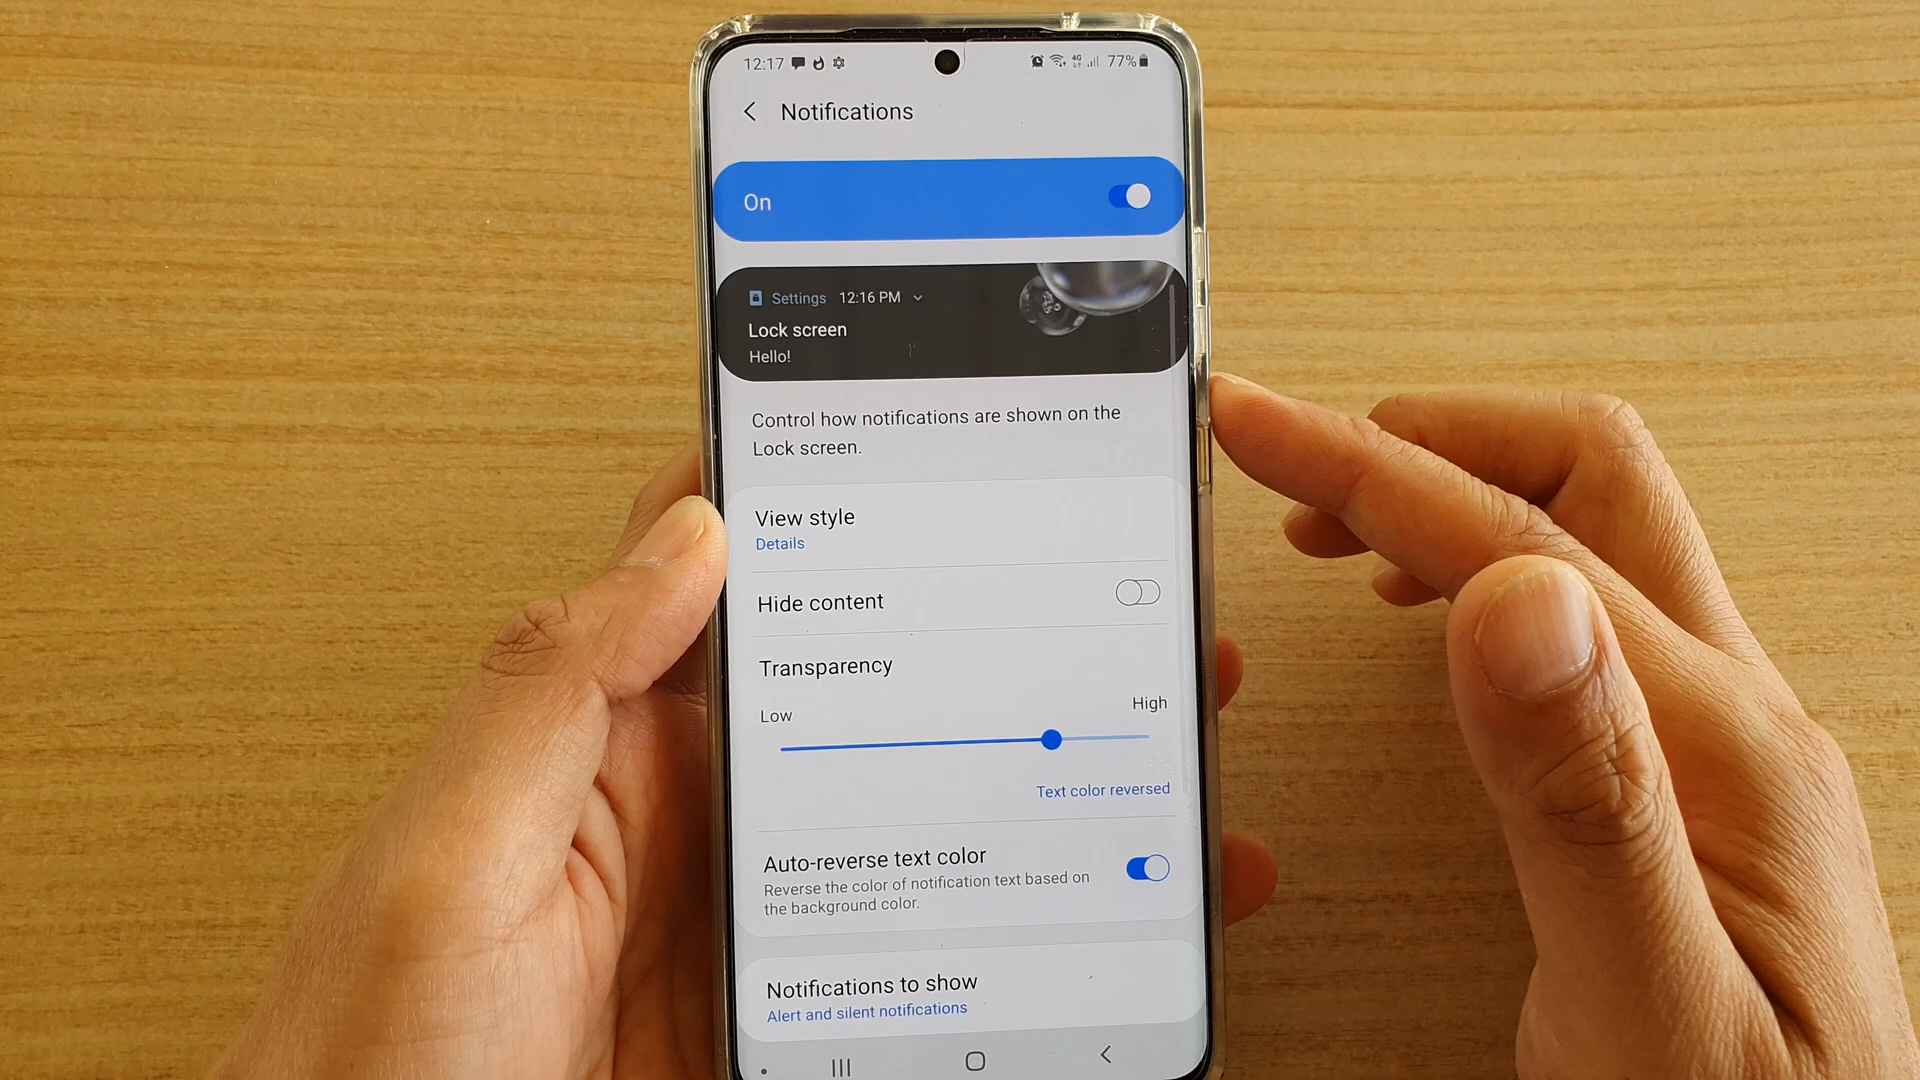 12:17
4G
77%
Notifications
On
Settings 12:16 PM
Lock screen
Hello!
Control how notifications are shown on the
Lock screen.
View style
Details
Hide content
Transparency
Low
High
Text color reversed
Auto-reverse text color
Reverse the color of notification text based on
the background color.
Notifications to show
Alert and silent notifications